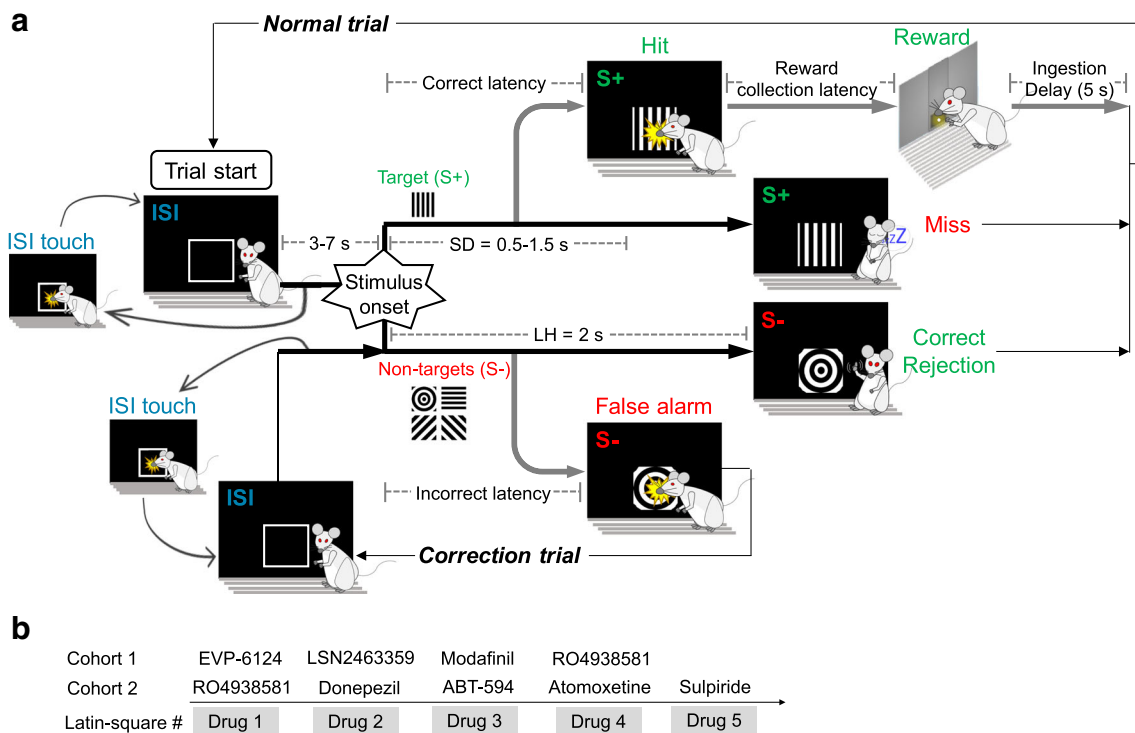 a
Normal trial
Hit
Reward
Correct latency
S+
Reward
collection latency
Ingestion
Delay (5 s)
Trial start
Target (S+)
ISI
S+
ISI touch
3-7 s
SD = 0.5-1.5 s
zZ
Miss
Stimulus
onset
S-
LH = 2 s
Correct
Rejection
Non-targets (S-)
ISI touch
False alarm
S-
ISI
Incorrect latency
Correction trial
b
Cohort 1 EVP-6124 LSN2463359 Modafinil RO4938581
Cohort 2 RO4938581 Donepezil ABT-594 Atomoxetine Sulpiride
Latin-square # Drug 1 Drug 2 Drug 3 Drug 4 Drug 5